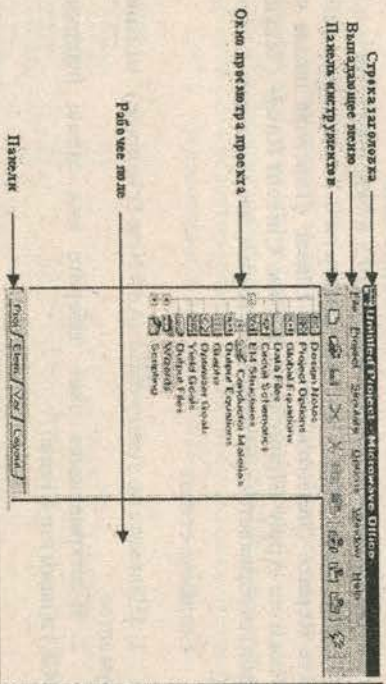 Строка заголовка
Выпадающее меню
Панель инструментов
Окно просмотра проекта
Рабочее поле
Панели
Untitled Project - Microwave Office
File Project Simulate Options Window Help
Design Notes
Project Options
Global Equations
Data Files
Circuit Schematics
EM Structures
Conductor Materials
Output Equations
Graphs
Optimizer Goals
Yield Goals
Output Files
Wizards
Scripting
Proj Elem Var Layout